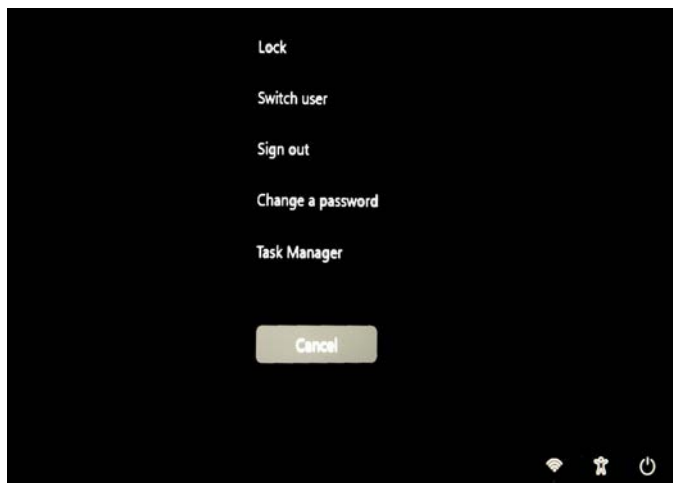 Lock
Switch user
Sign out
Change a password
Task Manager
Cancel